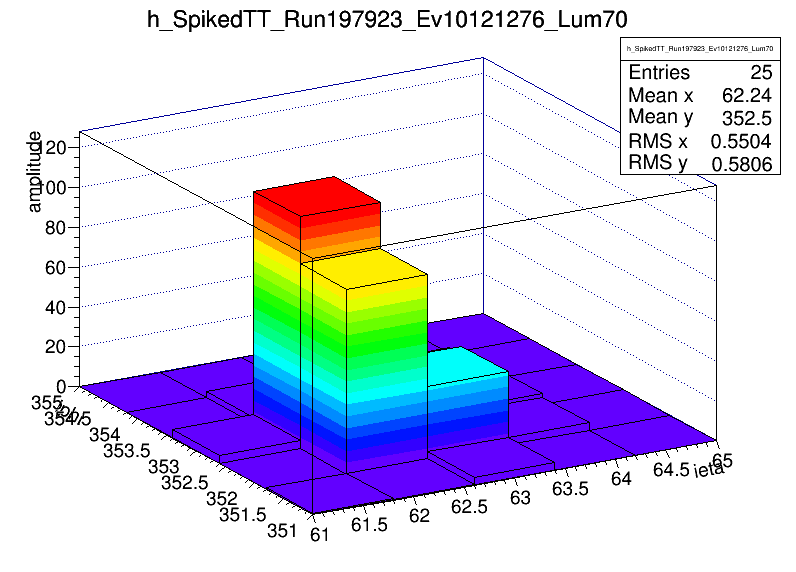 h_SpikedTT_Run197923_Ev10121276_Lum70
h_SpikedTT_Run197923_Ev10121276_Lum70
Entries 25
Mean x 62.24
Mean y 352.5
RMS x 0.5504
RMS y 0.5806
amplitude
120
100
80
60
40
20
0
355
354.5
354
353.5
353
352.5
352
351.5
351
61
61.5
62
62.5
63
63.5
64
64.5
65
ieta